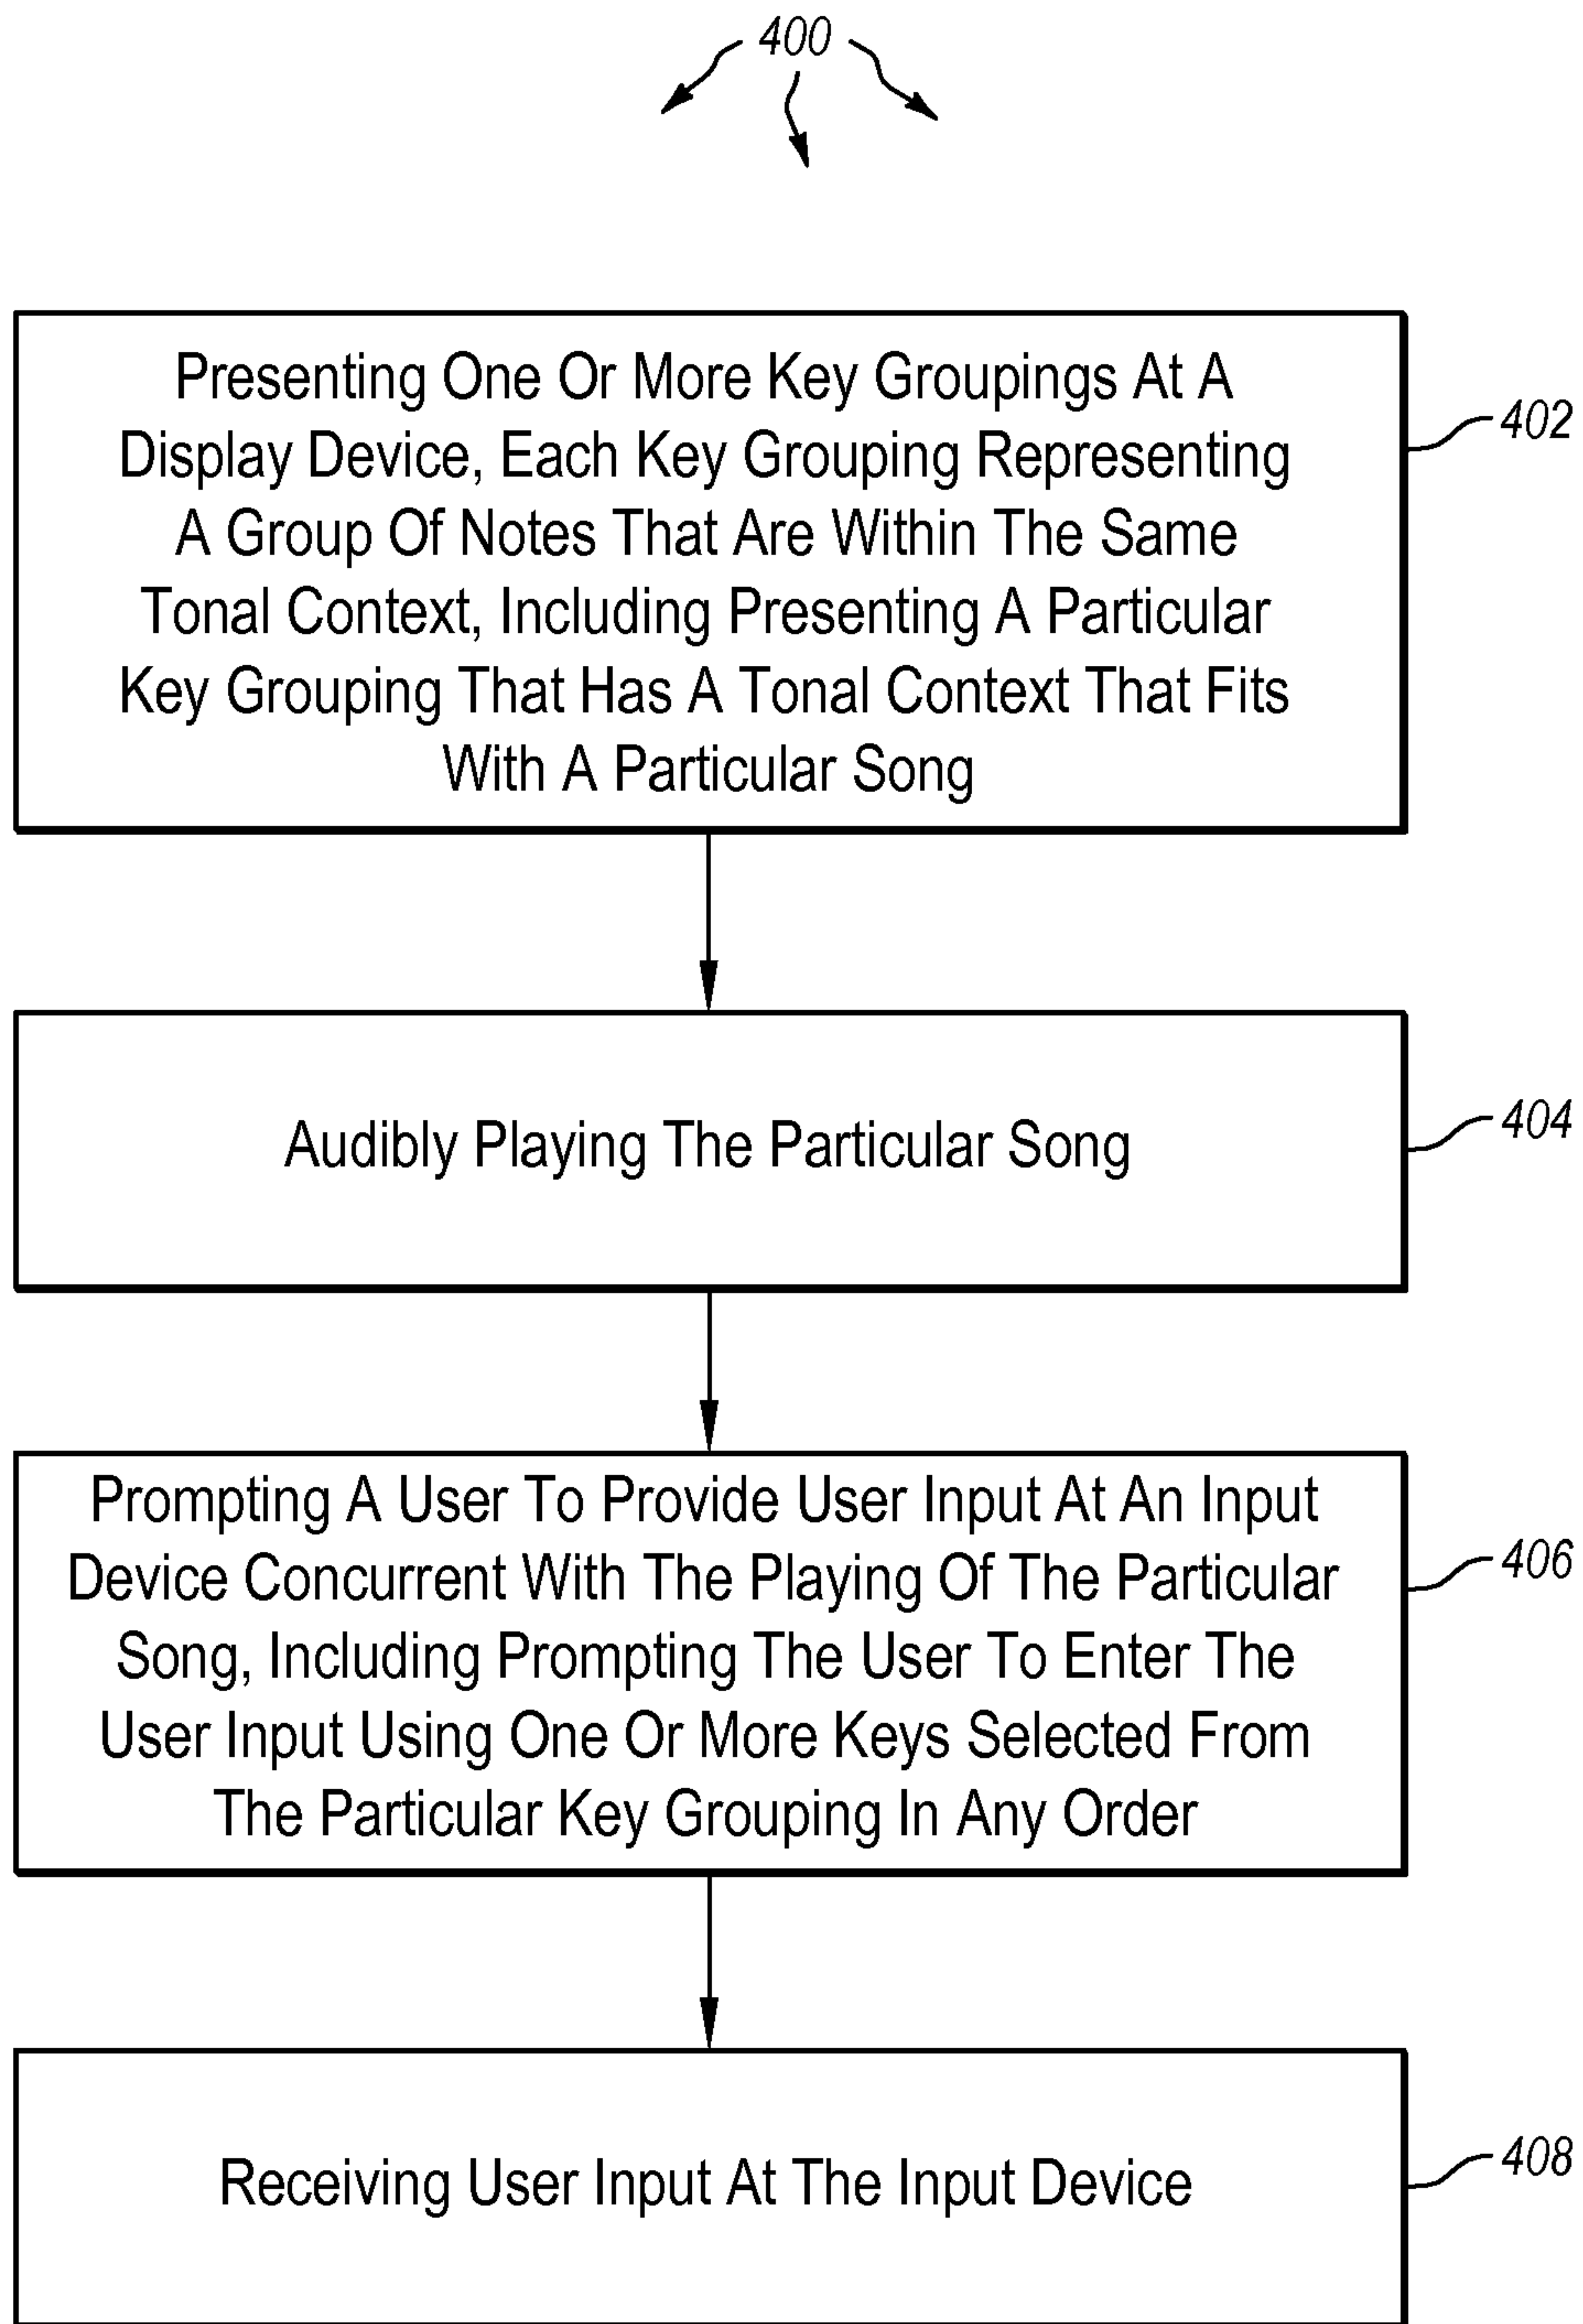 400
Presenting One Or More Key Groupings At A
Display Device, Each Key Grouping Representing
A Group Of Notes That Are Within The Same
Tonal Context, Including Presenting A Particular
Key Grouping That Has A Tonal Context That Fits
With A Particular Song
402
Audibly Playing The Particular Song
404
Prompting A User To Provide User Input At An Input
Device Concurrent With The Playing Of The Particular
Song, Including Prompting The User To Enter The
User Input Using One Or More Keys Selected From
The Particular Key Grouping In Any Order
406
Receiving User Input At The Input Device
408